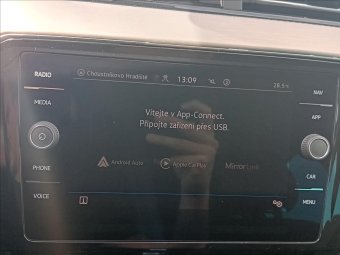 RADIO
Choustníkovo Hradiště
13:09
28.5°C
NAV
MEDIA
APP
Vítejte v App-Connect.
Připojte zařízení přes USB.
Android Auto
Apple CarPlay
MirrorLink
PHONE
CAR
VOICE
MENU